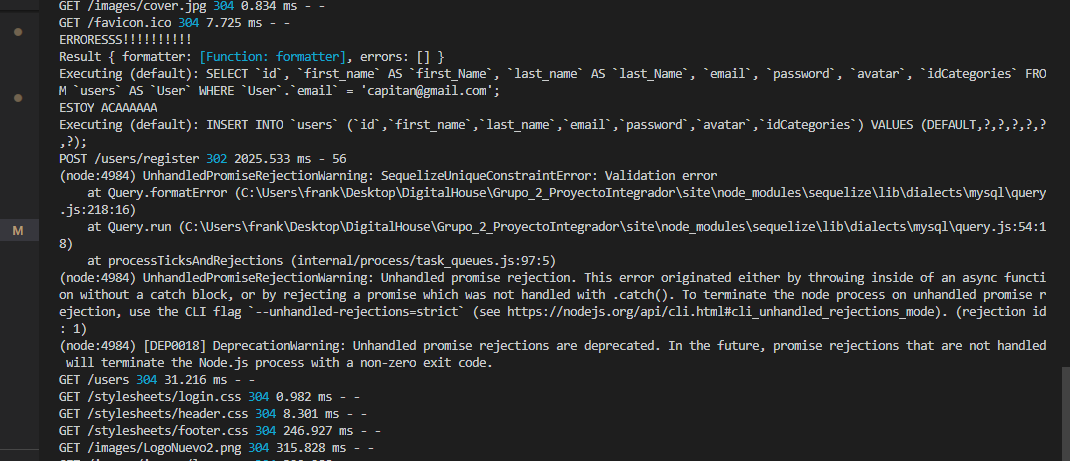 GET /images/cover.jpg 304 0.834 ms - -
GET /favicon.ico 304 7.725 ms - -
ERRORESSS!!!!!!!!!!
Result { formatter: [Function: formatter], errors: [] }
Executing (default): SELECT `id`, `first_name` AS `first_Name`, `last_name` AS `last_Name`, `email`, `password`, `avatar`, `idCategories` FRO
M `users` AS `User` WHERE `User`.`email` = 'capitan@gmail.com';
ESTOY ACAAAAAA
Executing (default): INSERT INTO `users` (`id`,`first_name`,`last_name`,`email`,`password`,`avatar`,`idCategories`) VALUES (DEFAULT,?,?,?,?,?
,?);
POST /users/register 302 2025.533 ms - 56
(node:4984) UnhandledPromiseRejectionWarning: SequelizeUniqueConstraintError: Validation error
at Query.formatError (C:\Users\frank\Desktop\DigitalHouse\Grupo_2_ProyectoIntegrador\site\node_modules\sequelize\lib\dialects\mysql\query
.js:218:16)
at Query.run (C:\Users\frank\Desktop\DigitalHouse\Grupo_2_ProyectoIntegrador\site\node_modules\sequelize\lib\dialects\mysql\query.js:54:1
8)
at processTicksAndRejections (internal/process/task_queues.js:97:5)
(node:4984) UnhandledPromiseRejectionWarning: Unhandled promise rejection. This error originated either by throwing inside of an async functi
on without a catch block, or by rejecting a promise which was not handled with .catch(). To terminate the node process on unhandled promise r
ejection, use the CLI flag `--unhandled-rejections=strict` (see https://nodejs.org/api/cli.html#cli_unhandled_rejections_mode). (rejection id
: 1)
(node:4984) [DEP0018] DeprecationWarning: Unhandled promise rejections are deprecated. In the future, promise rejections that are not handled
will terminate the Node.js process with a non-zero exit code.
M
GET /users 304 31.216 ms - -
GET /stylesheets/login.css 304 0.982 ms - -
GET /stylesheets/header.css 304 8.301 ms - -
GET /stylesheets/footer.css 304 246.927 ms - -
GET /images/LogoNuevo2.png 304 315.828 ms - -